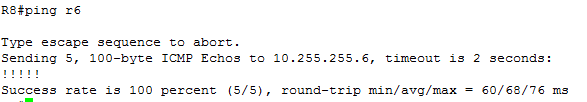 R8#ping r6
Type escape sequence to abort.
Sending 5, 100-byte ICMP Echos to 10.255.255.6, timeout is 2 seconds:
!!!!!
Success rate is 100 percent (5/5), round-trip min/avg/max = 60/68/76 ms